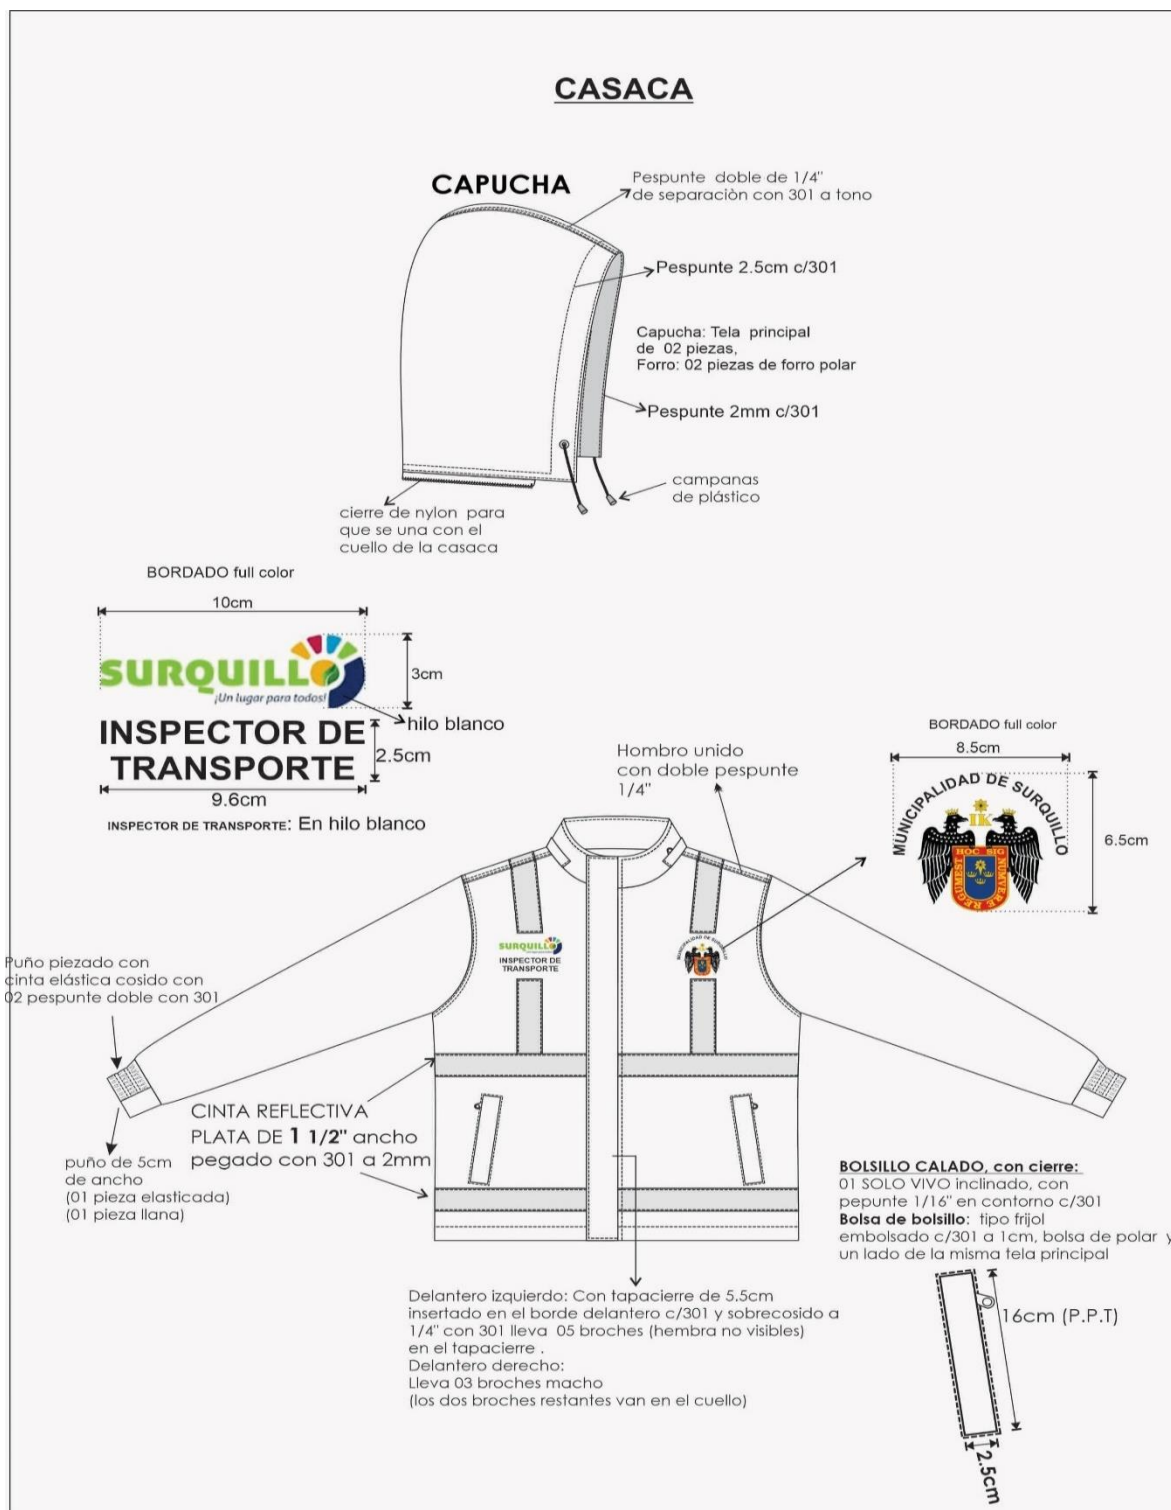 CASACA
CAPUCHA
Pespunte doble de 1/4"
de separaciòn con 301 a tono
Pespunte 2.5cm c/301
Capucha: Tela principal
de 02 piezas,
Forro: 02 piezas de forro polar
Pespunte 2mm c/301
campanas
de plástico
cierre de nylon para
que se una con el
cuello de la casaca
BORDADO full color
10cm
SURQUILLO
¡Un lugar para todos!
3cm
hilo blanco
INSPECTOR DE
TRANSPORTE
2.5cm
9.6cm
INSPECTOR DE TRANSPORTE: En hilo blanco
Hombro unido
con doble pespunte
1/4"
BORDADO full color
8.5cm
MUNICIPALIDAD DE SURQUILLO
IK
HOC SIG
NUMVERE
REGUMEST
6.5cm
SURQUILLO
INSPECTOR DE
TRANSPORTE
MUNICIPALIDAD DE SURQUILLO
Puño piezado con
cinta elástica cosido con
02 pespunte doble con 301
CINTA REFLECTIVA
PLATA DE 1 1/2" ancho
pegado con 301 a 2mm
puño de 5cm
de ancho
(01 pieza elasticada)
(01 pieza llana)
BOLSILLO CALADO, con cierre:
01 SOLO VIVO inclinado, con
pepunte 1/16" en contorno c/301
Bolsa de bolsillo: tipo frijol
embolsado c/301 a 1cm, bolsa de polar y
un lado de la misma tela principal
16cm (P.P.T)
2.5cm
Delantero izquierdo: Con tapacierre de 5.5cm
insertado en el borde delantero c/301 y sobrecosido a
1/4" con 301 lleva 05 broches (hembra no visibles)
en el tapacierre .
Delantero derecho:
Lleva 03 broches macho
(los dos broches restantes van en el cuello)